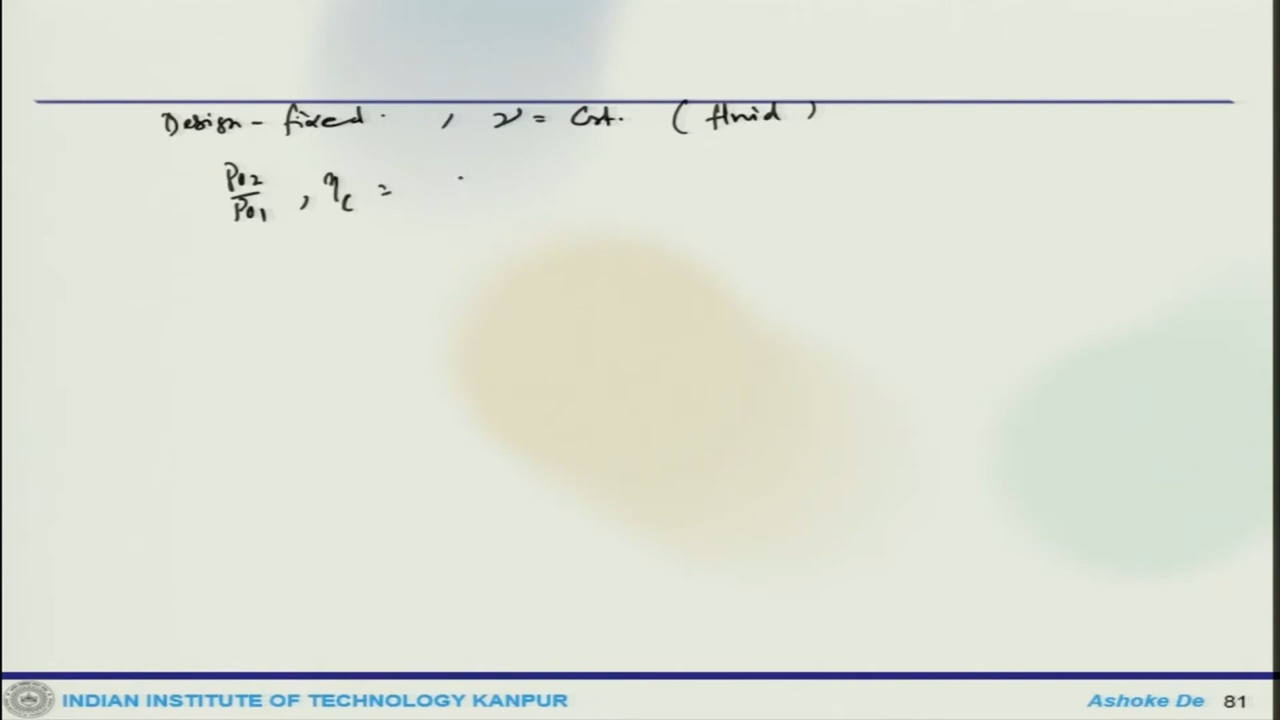 Design - fixed. , ν = Cst. ( fluid )
P02/P01 , ηc =
INDIAN INSTITUTE OF TECHNOLOGY KANPUR
Ashoke De 81